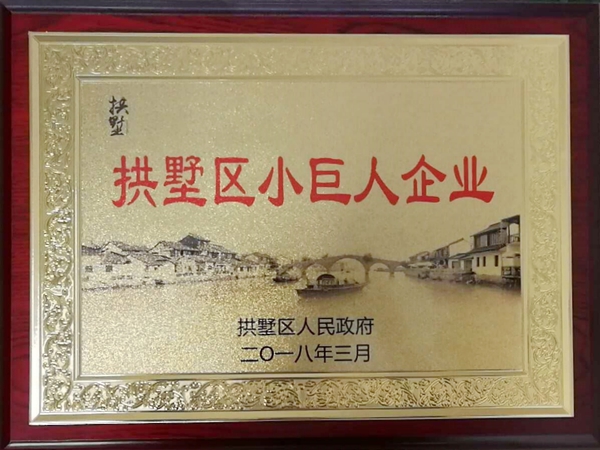 拱墅
拱墅区小巨人企业
拱墅区人民政府
二〇一八年三月